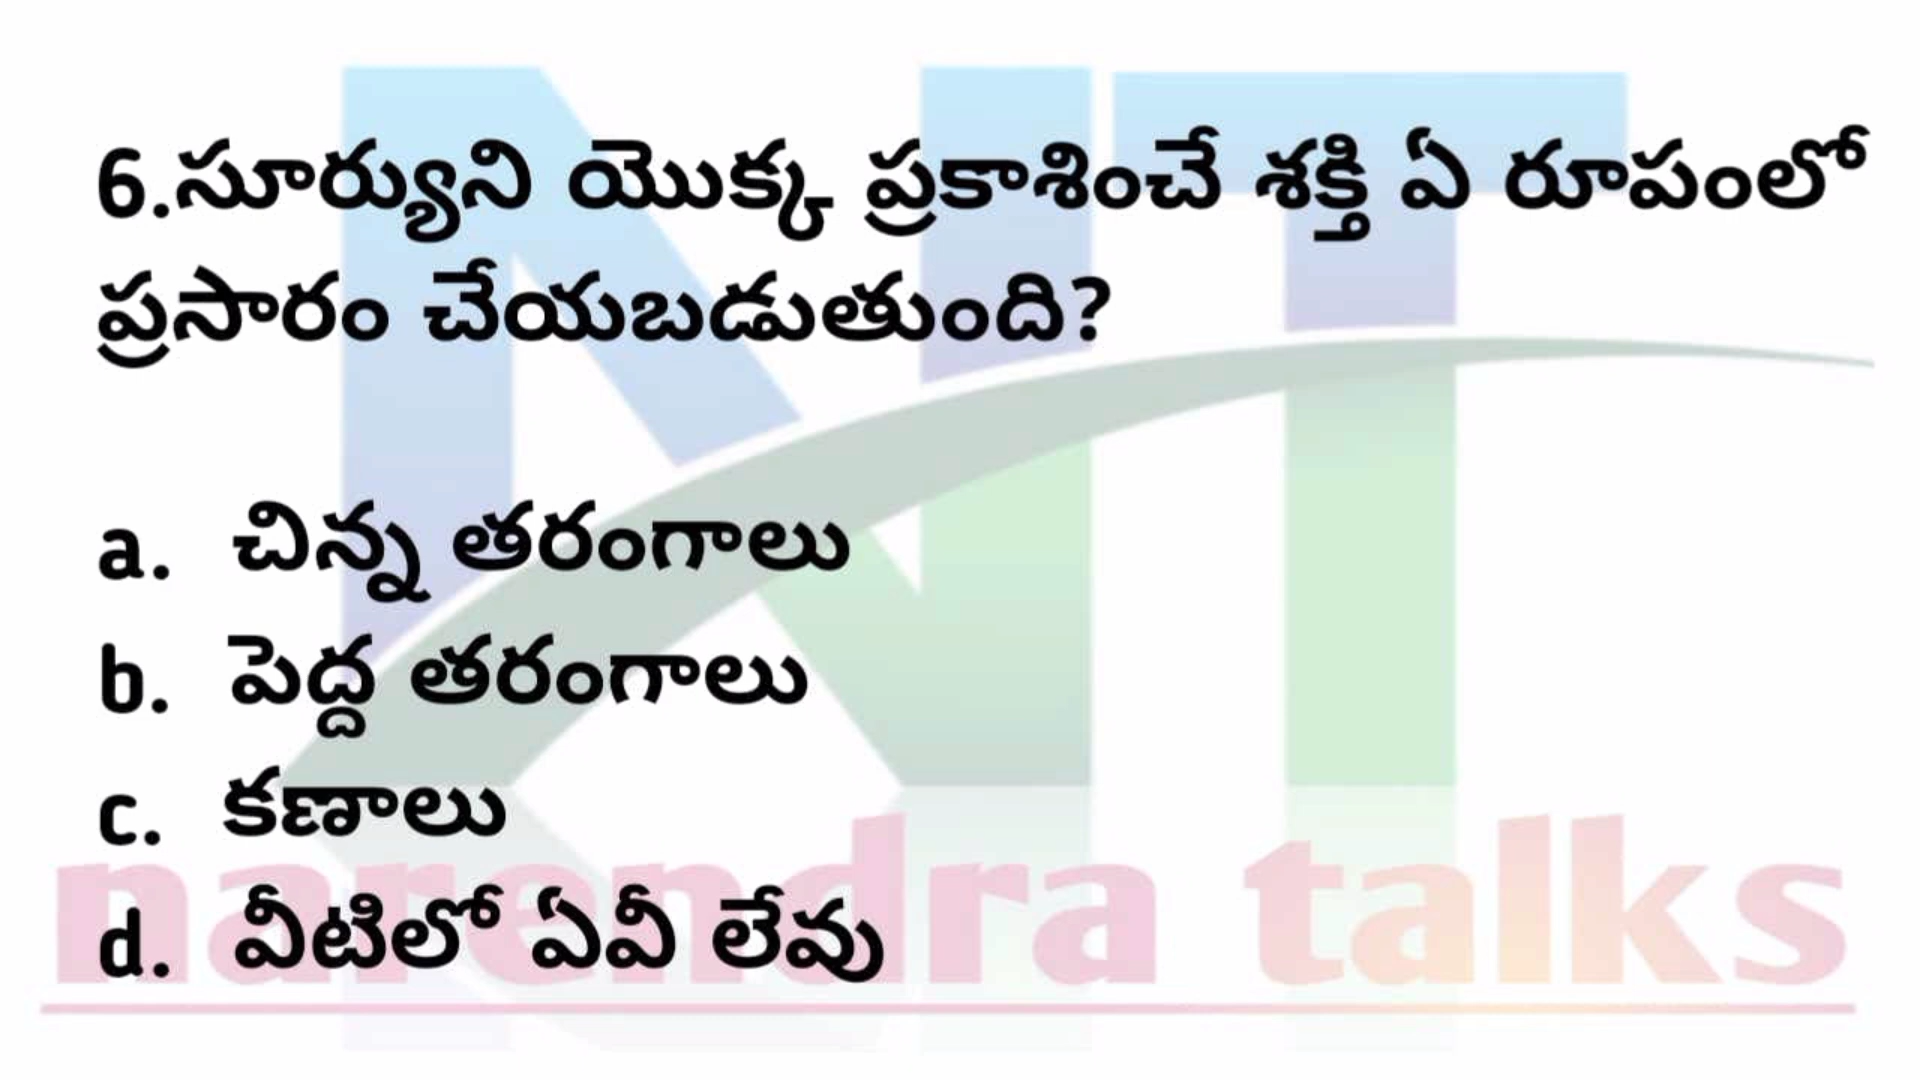 6.సూర్యుని యొక్క ప్రకాశించే శక్తి ఏ రూపంలో
ప్రసారం చేయబడుతుంది?
a. చిన్న తరంగాలు
b. పెద్ద తరంగాలు
c. కణాలు
d. వీటిలో ఏవీ లేవు
NT
narendra talks